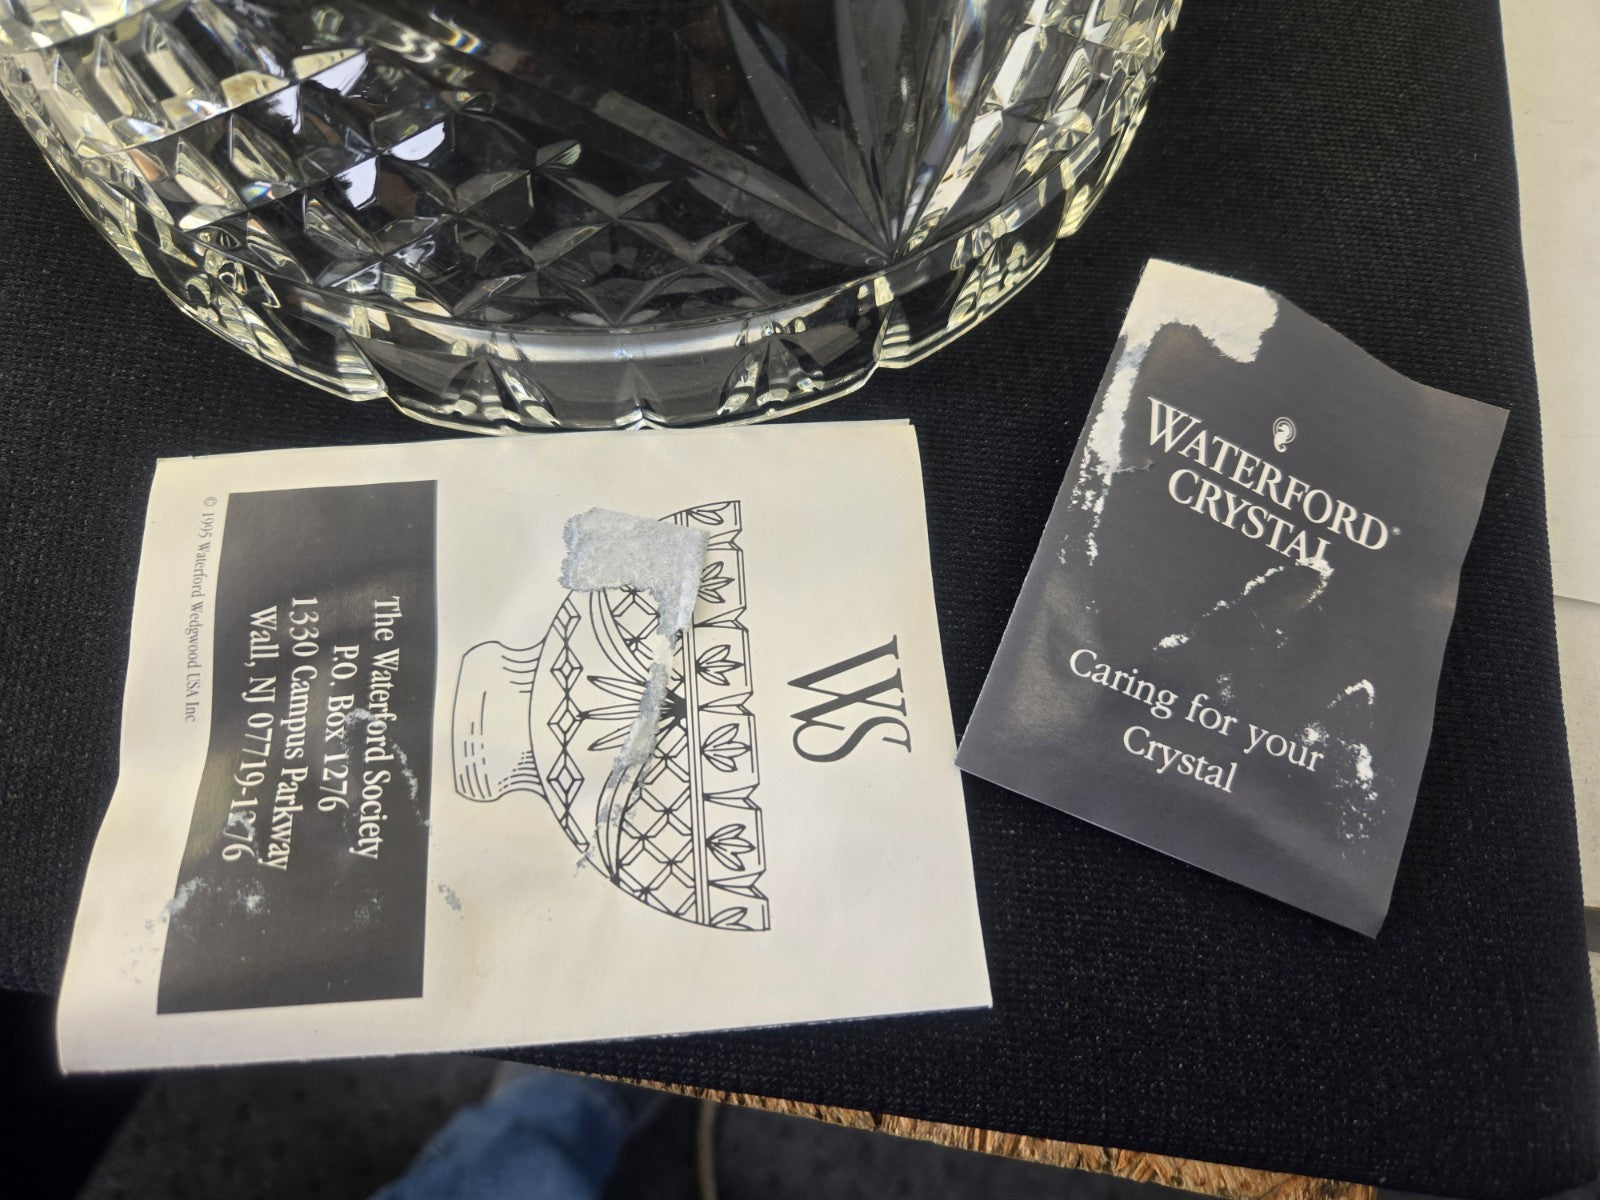 WS
The Waterford Society
P.O. Box 1276
1330 Campus Parkway
Wall, NJ 07719-1276
© 1995 Waterford Wedgwood USA Inc
WATERFORD®
CRYSTAL
Caring for your
Crystal